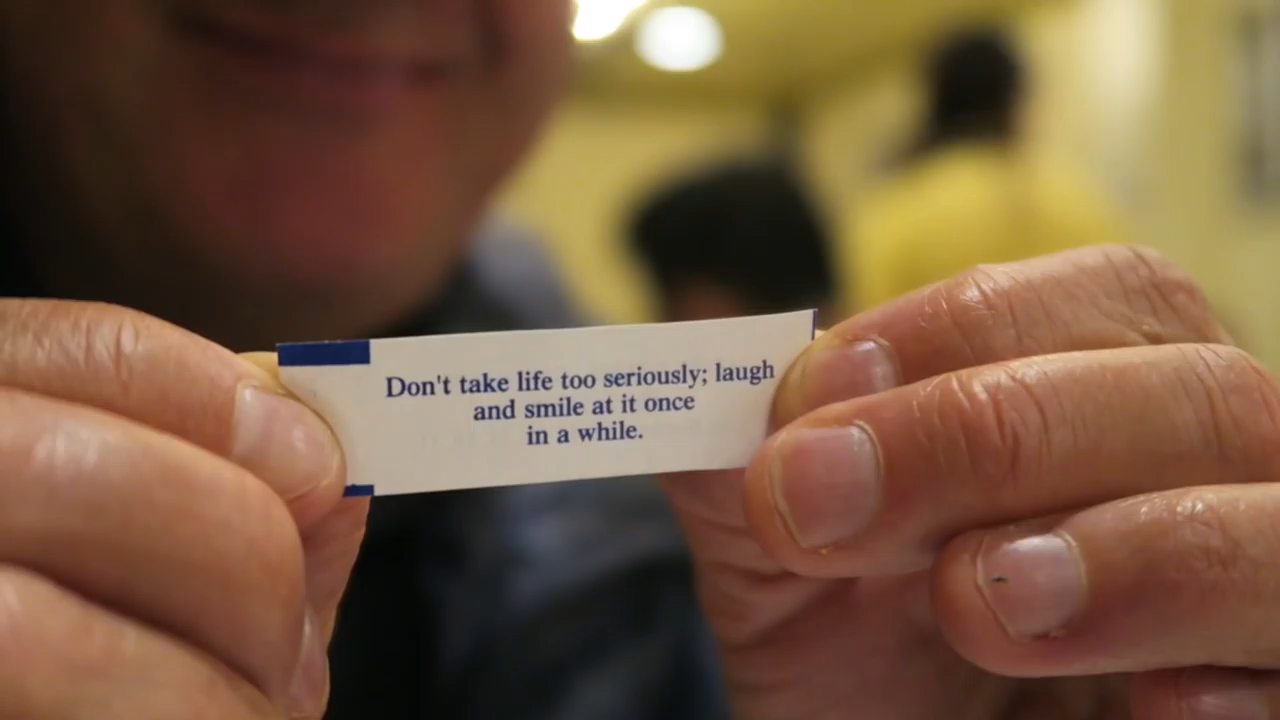 Don't take life too seriously; laugh
and smile at it once
in a while.